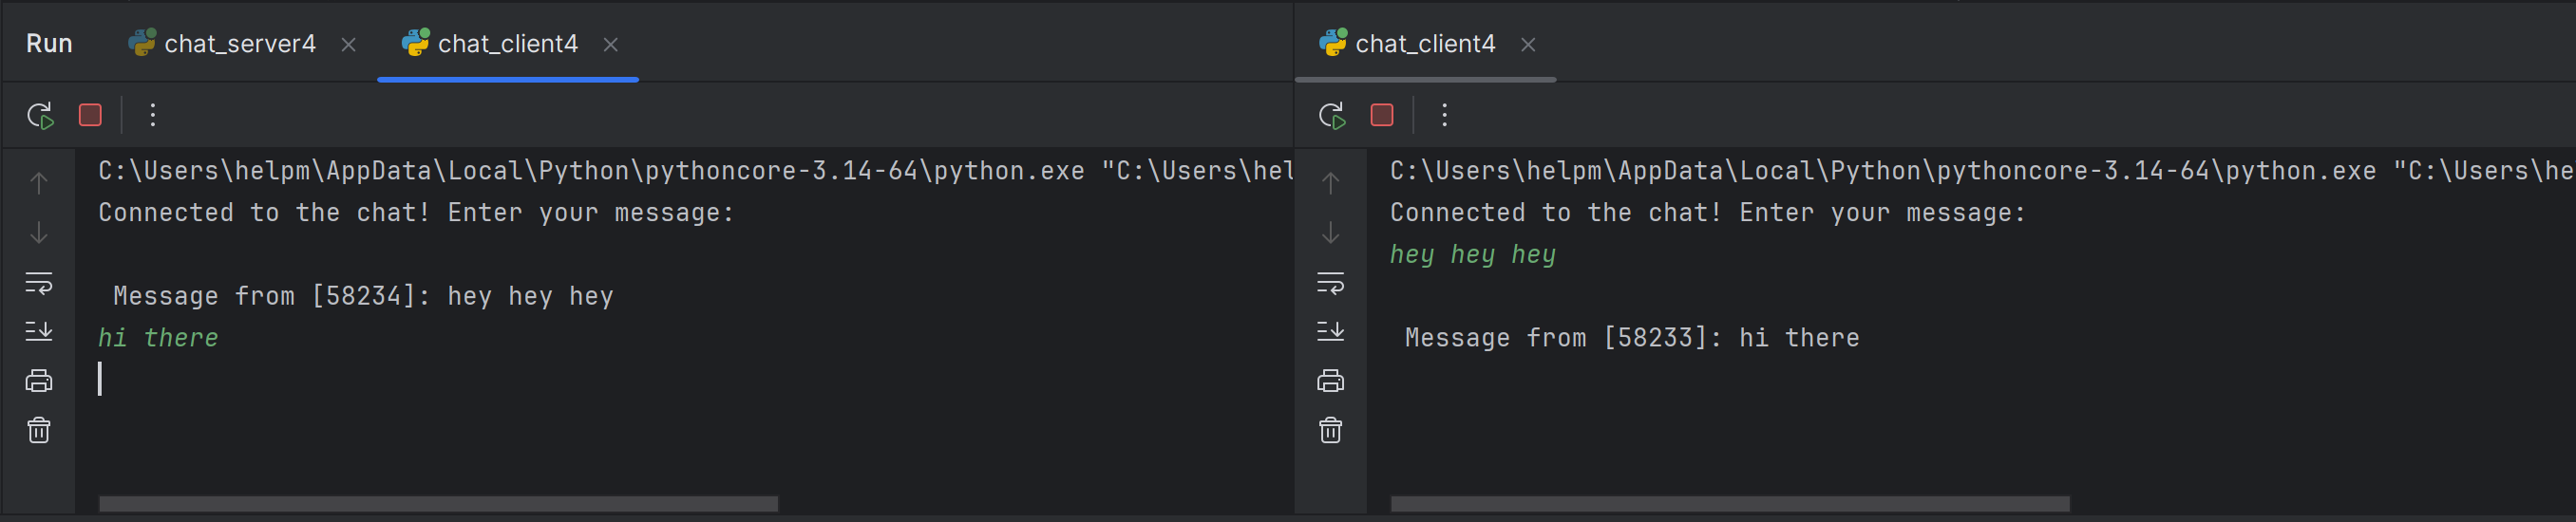 Run chat_server4 chat_client4
C:\Users\helpm\AppData\Local\Python\pythoncore-3.14-64\python.exe "C:\Users\hel
Connected to the chat! Enter your message:
Message from [58234]: hey hey hey
hi there
chat_client4
C:\Users\helpm\AppData\Local\Python\pythoncore-3.14-64\python.exe "C:\Users\he
Connected to the chat! Enter your message:
hey hey hey
Message from [58233]: hi there